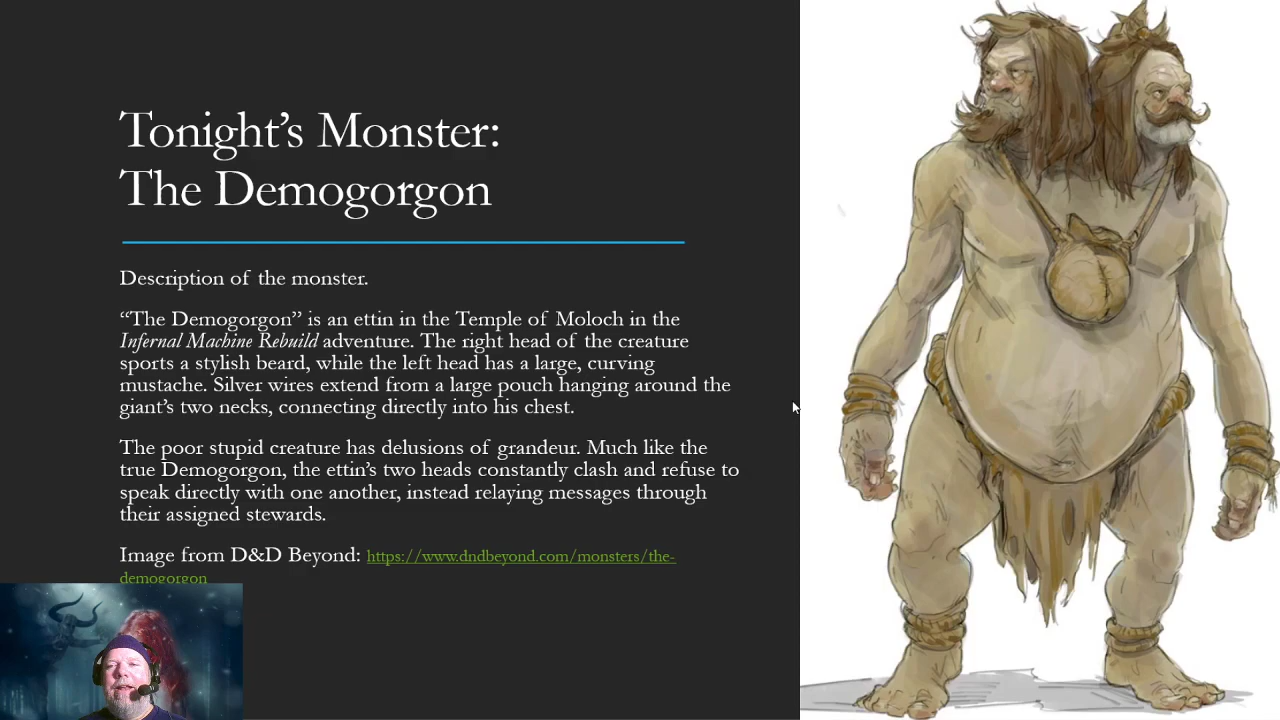 Tonight’s Monster:
The Demogorgon
Description of the monster.
“The Demogorgon” is an ettin in the Temple of Moloch in the
Infernal Machine Rebuild adventure. The right head of the creature
sports a stylish beard, while the left head has a large, curving
mustache. Silver wires extend from a large pouch hanging around the
giant’s two necks, connecting directly into his chest.
The poor stupid creature has delusions of grandeur. Much like the
true Demogorgon, the ettin’s two heads constantly clash and refuse to
speak directly with one another, instead relaying messages through
their assigned stewards.
Image from D&D Beyond: https://www.dndbeyond.com/monsters/the-
demogorgon